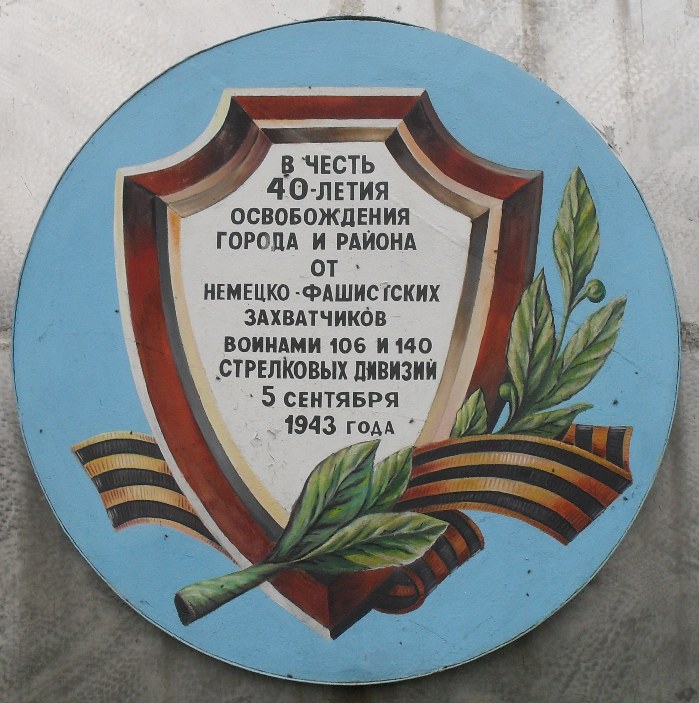 В ЧЕСТЬ
40-ЛЕТИЯ
ОСВОБОЖДЕНИЯ
ГОРОДА И РАЙОНА
ОТ
НЕМЕЦКО-ФАШИСТСКИХ
ЗАХВАТЧИКОВ
ВОИНАМИ 106 И 140
СТРЕЛКОВЫХ ДИВИЗИЙ
5 СЕНТЯБРЯ
1943 ГОДА